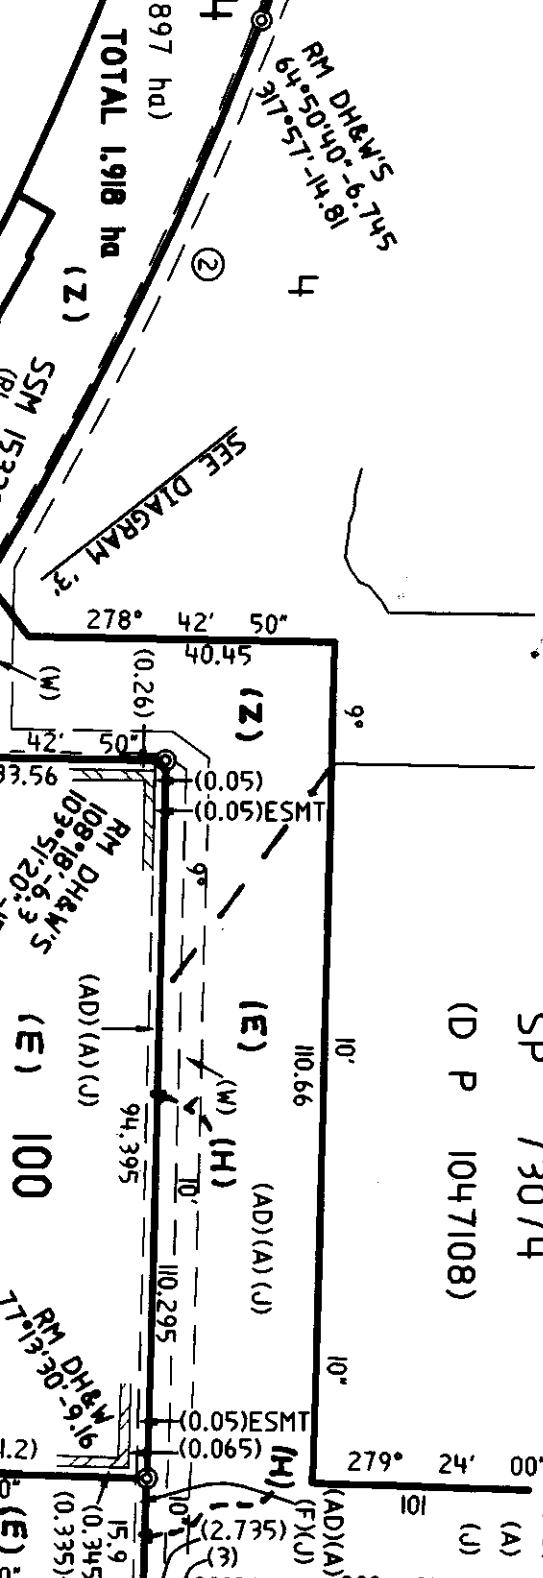 4
897 ha)
TOTAL 1.918 ha
RM DH&W'S
64°50'40"-6.745
317°57'-14.81
2
4
(Z)
SSM
SEE DIAGRAM '3'
278° 42' 50"
40.45
(W)
(0.26)
(Z)
9°
42' 50"
(0.05)
(0.05)ESMT
9°
RM DH&W'S
108°18'-6.3
103°51'20"
(AD)(A)(J)
(E)
(E) 100
(W)
(H)
94.395
10'
110.66
10'
(AD)(A)(J)
110.295
SP 73074
(D P 1047108)
RM DH&W
77°13'30"-9.16
10"
(0.05)ESMT
(0.065)
(H)
279° 24' 00"
101
(A)
(J)
(AD)(A)
(F)(J)
10"
(2.735)
(3)
15.9
(0.345
(0.335)
(E)